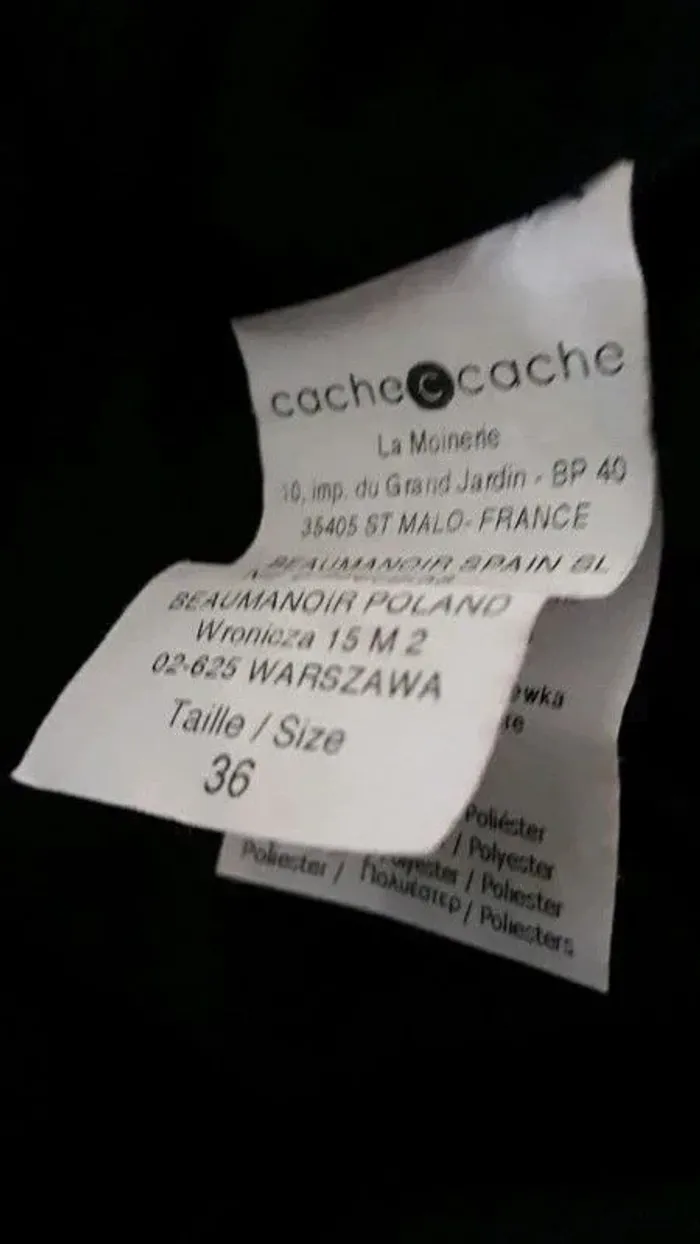 cache c cache
La Moinerie
10, imp. du Grand Jardin - BP 40
35405 ST MALO - FRANCE
BEAUMANOIR SPAIN SL
BEAUMANOIR POLAND
Wronicza 15 M 2
02-625 WARSZAWA
Taille / Size
36
Poliéster
/ Polyester
/ Poliester
Poliester / Πολυέστερ / Poliesters